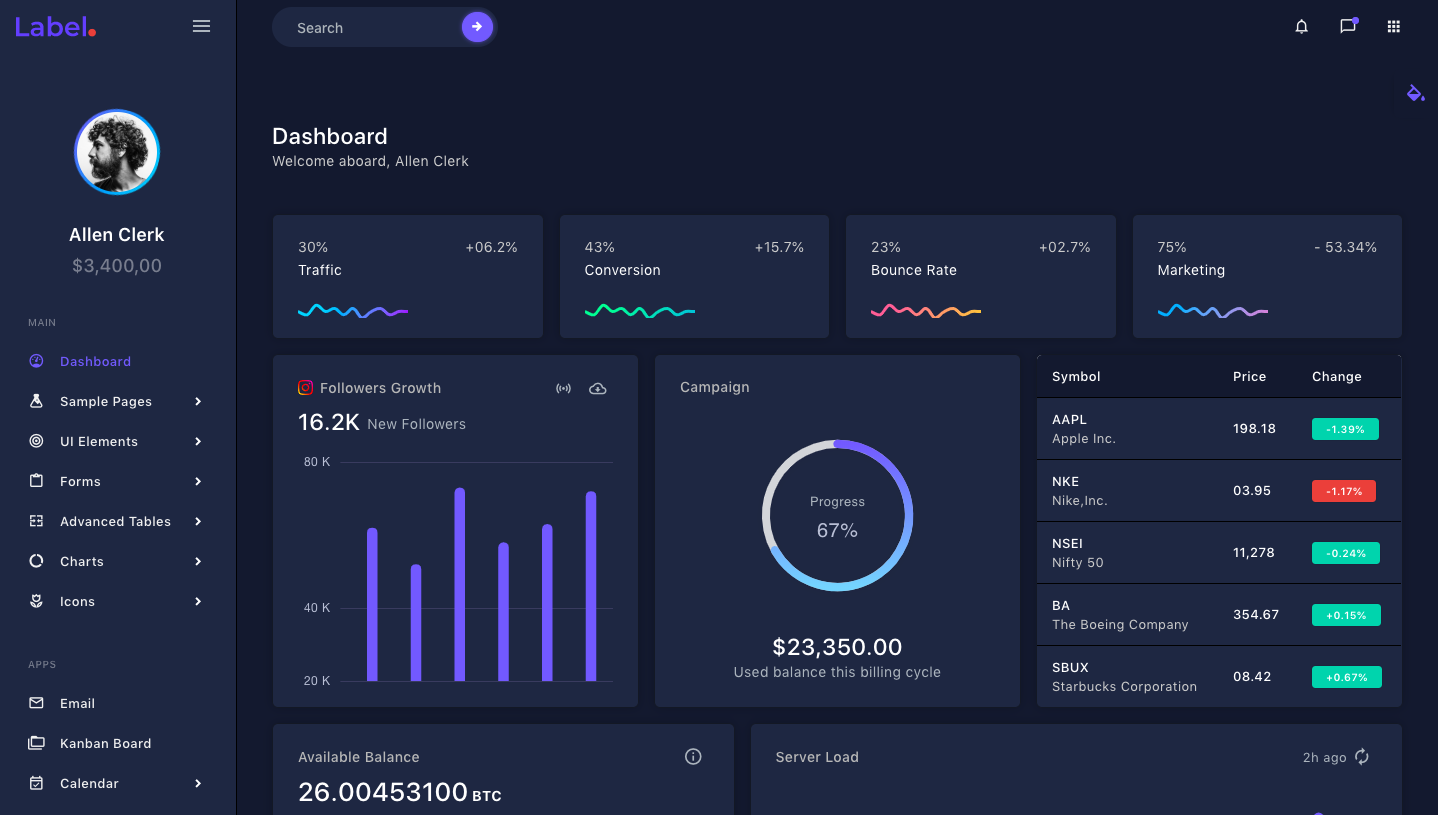 Label.
Search
Allen Clerk
$3,400,00
MAIN
Dashboard
Sample Pages
UI Elements
Forms
Advanced Tables
Charts
Icons
APPS
Email
Kanban Board
Calendar
Dashboard
Welcome aboard, Allen Clerk
30% +06.2%
Traffic
43% +15.7%
Conversion
23% +02.7%
Bounce Rate
75% - 53.34%
Marketing
Followers Growth
16.2K New Followers
80 K
40 K
20 K
Campaign
Progress
67%
$23,350.00
Used balance this billing cycle
Symbol Price Change
AAPL
Apple Inc.
198.18 -1.39%
NKE
Nike,Inc.
03.95 -1.17%
NSEI
Nifty 50
11,278 -0.24%
BA
The Boeing Company
354.67 +0.15%
SBUX
Starbucks Corporation
08.42 +0.67%
Available Balance
26.00453100 BTC
Server Load
2h ago